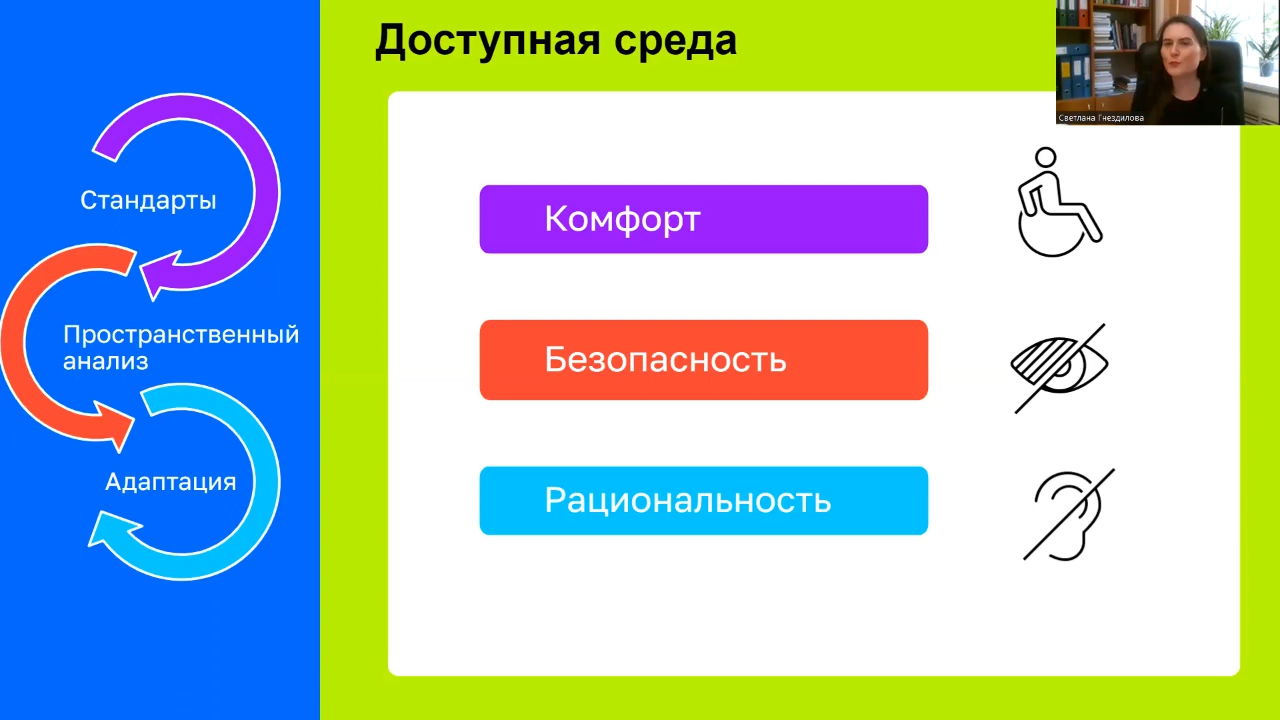 Доступная среда
Светлана Гнездилова
Стандарты
Пространственный
анализ
Адаптация
Комфорт
Безопасность
Рациональность